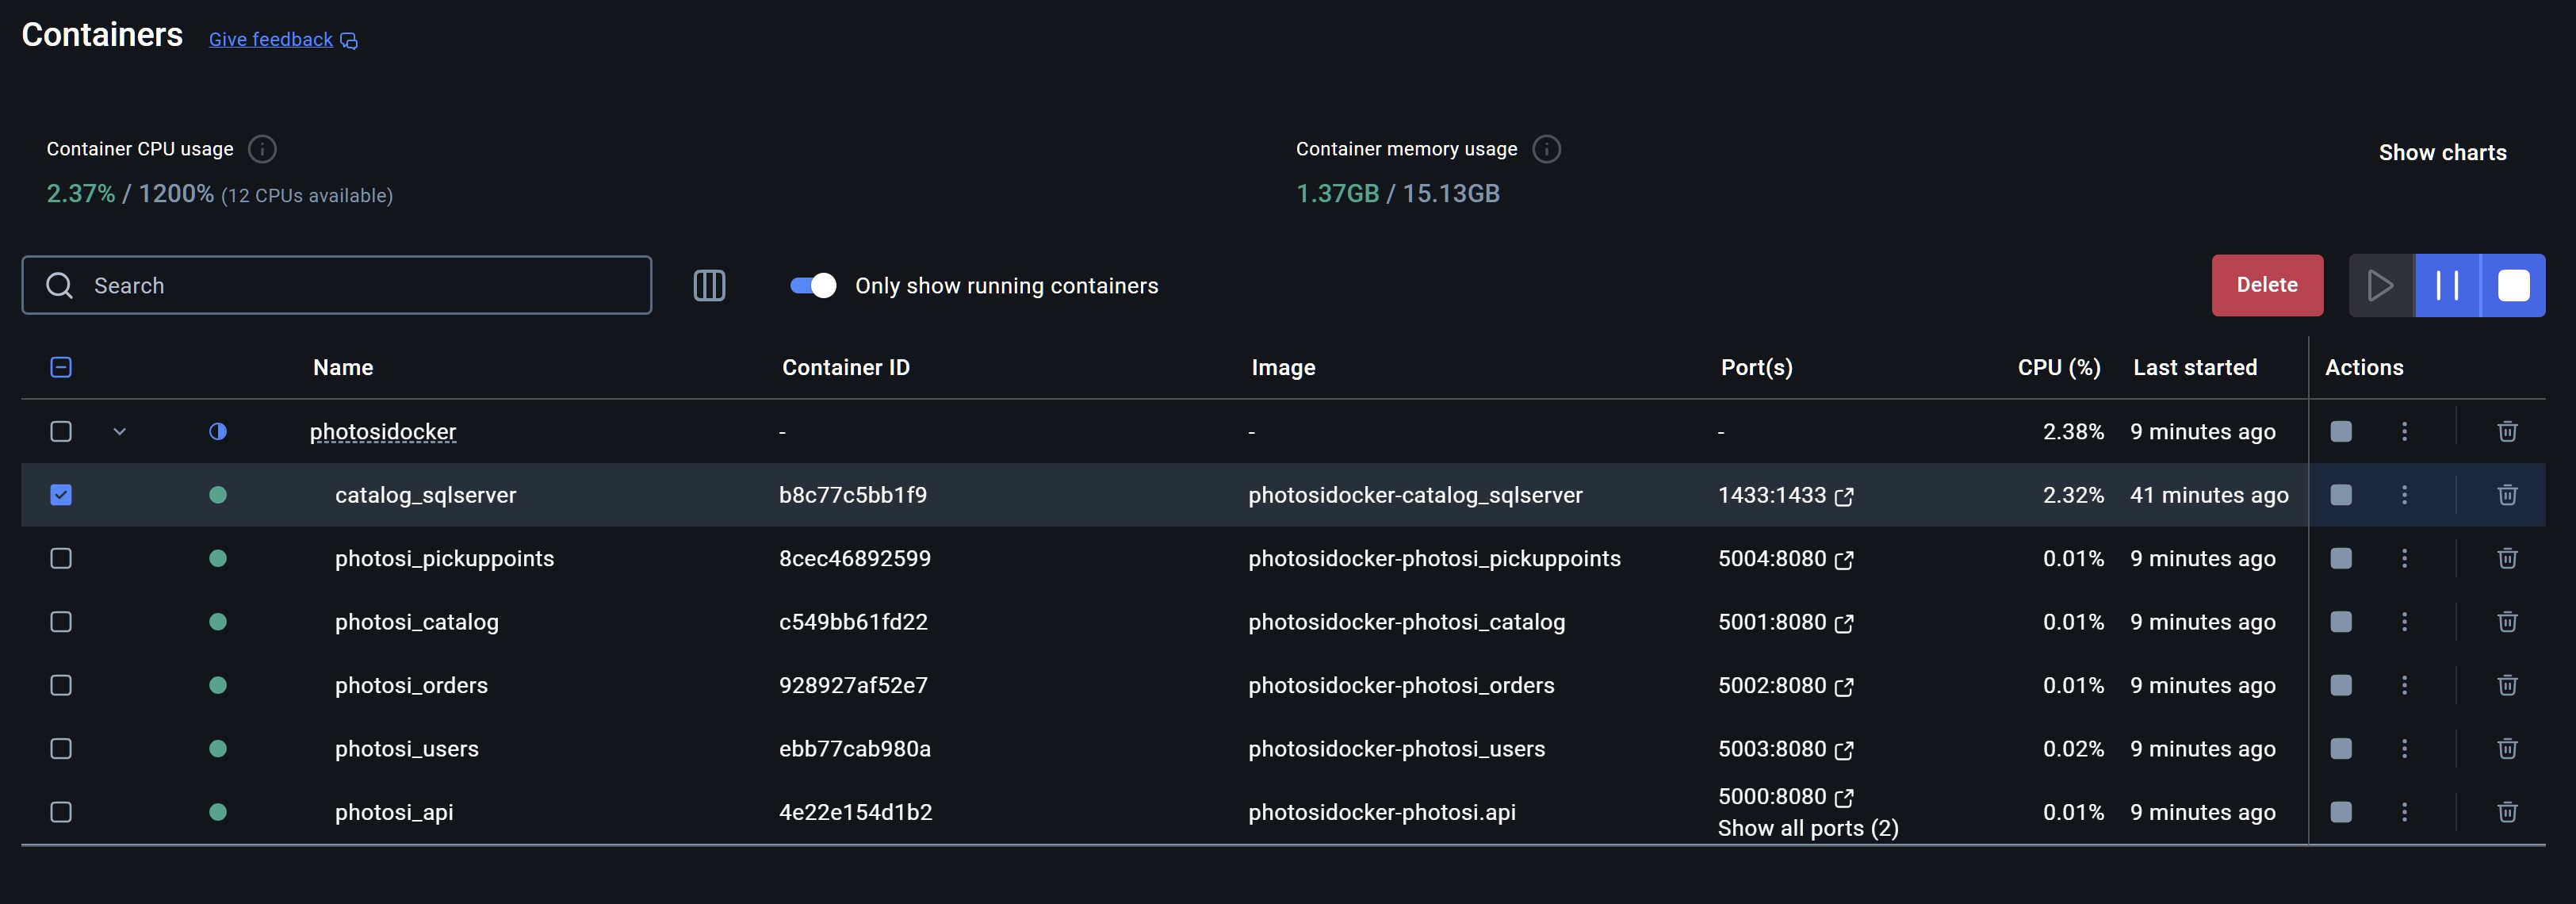 Containers Give feedback
Container CPU usage
2.37% / 1200% (12 CPUs available)
Container memory usage
1.37GB / 15.13GB
Show charts
Search
Only show running containers
Delete
Name Container ID Image Port(s) CPU (%) Last started Actions
photosidocker - - - 2.38% 9 minutes ago
catalog_sqlserver b8c77c5bb1f9 photosidocker-catalog_sqlserver 1433:1433 2.32% 41 minutes ago
photosi_pickuppoints 8cec46892599 photosidocker-photosi_pickuppoints 5004:8080 0.01% 9 minutes ago
photosi_catalog c549bb61fd22 photosidocker-photosi_catalog 5001:8080 0.01% 9 minutes ago
photosi_orders 928927af52e7 photosidocker-photosi_orders 5002:8080 0.01% 9 minutes ago
photosi_users ebb77cab980a photosidocker-photosi_users 5003:8080 0.02% 9 minutes ago
photosi_api 4e22e154d1b2 photosidocker-photosi.api 5000:8080 0.01% 9 minutes ago
Show all ports (2)